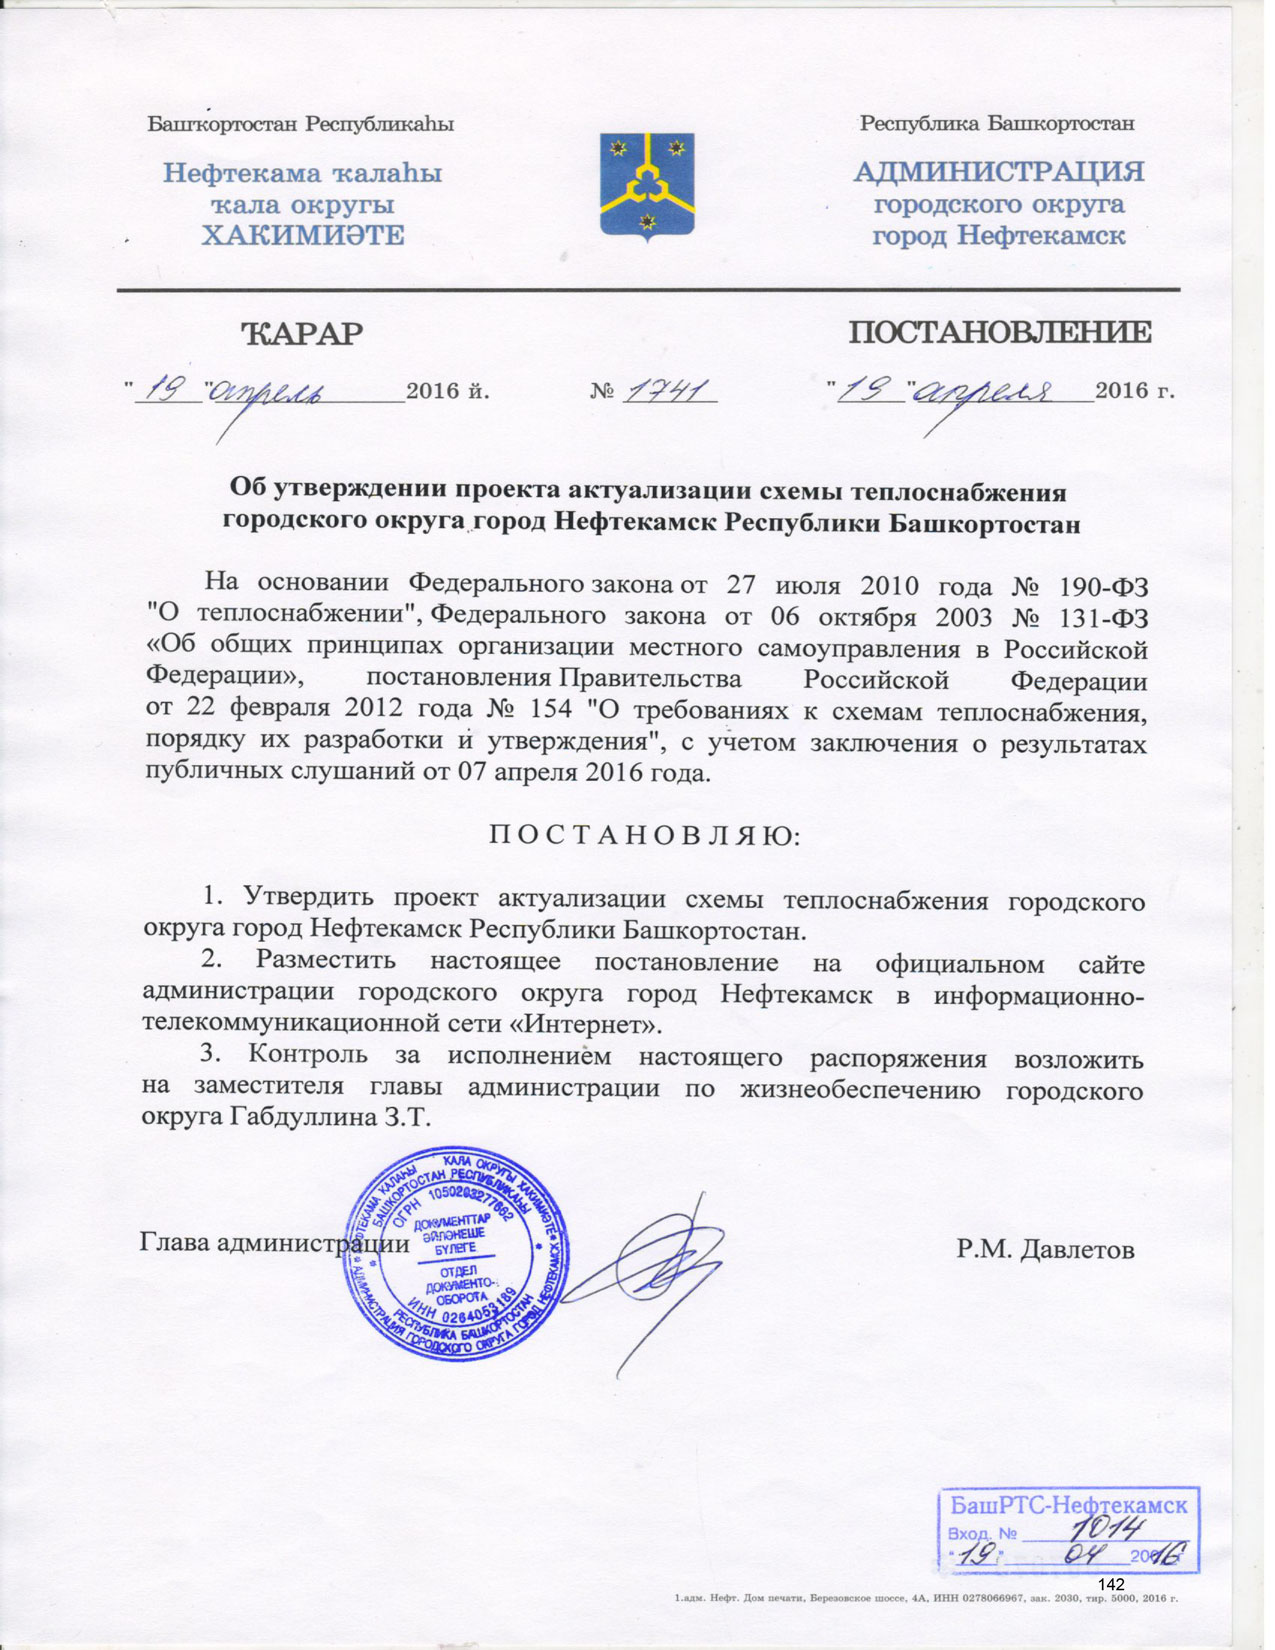 Башҡортостан Республикаһы
Нефтекама ҡалаһы
ҡала округы
ХАКИМИӘТЕ
Республика Башкортостан
АДМИНИСТРАЦИЯ
городского округа
город Нефтекамск
ҠАРАР
ПОСТАНОВЛЕНИЕ
"19" апрель 2016 й. № 1741 "19" апреля 2016 г.
Об утверждении проекта актуализации схемы теплоснабжения
городского округа город Нефтекамск Республики Башкортостан
На основании Федерального закона от 27 июля 2010 года № 190-ФЗ
"О теплоснабжении", Федерального закона от 06 октября 2003 № 131-ФЗ
«Об общих принципах организации местного самоуправления в Российской
Федерации», постановления Правительства Российской Федерации
от 22 февраля 2012 года № 154 "О требованиях к схемам теплоснабжения,
порядку их разработки и утверждения", с учетом заключения о результатах
публичных слушаний от 07 апреля 2016 года.
П О С Т А Н О В Л Я Ю:
1. Утвердить проект актуализации схемы теплоснабжения городского
округа город Нефтекамск Республики Башкортостан.
2. Разместить настоящее постановление на официальном сайте
администрации городского округа город Нефтекамск в информационно-
телекоммуникационной сети «Интернет».
3. Контроль за исполнением настоящего распоряжения возложить
на заместителя главы администрации по жизнеобеспечению городского
округа Габдуллина З.Т.
Глава администрации
Р.М. Давлетов
НЕФТЕКАМА ҠАЛАҺЫ ҠАЛА ОКРУГЫ ХАКИМИӘТЕ
АДМИНИСТРАЦИЯ ГОРОДСКОГО ОКРУГА ГОРОД НЕФТЕКАМСК
БАШҠОРТОСТАН РЕСПУБЛИКАҺЫ
РЕСПУБЛИКА БАШКОРТОСТАН
ОГРН 1050203277662
ДОКУМЕНТТАР
ӘЙЛӘНЕШЕ
БҮЛЕГЕ
ОТДЕЛ
ДОКУМЕНТО-
ОБОРОТА
ИНН 0264053189
БашРТС-Нефтекамск
Вход. № 1014
"19" 04 2016 г
142
1.адм. Нефт. Дом печати, Березовское шоссе, 4А, ИНН 0278066967, зак. 2030, тир. 5000, 2016 г.